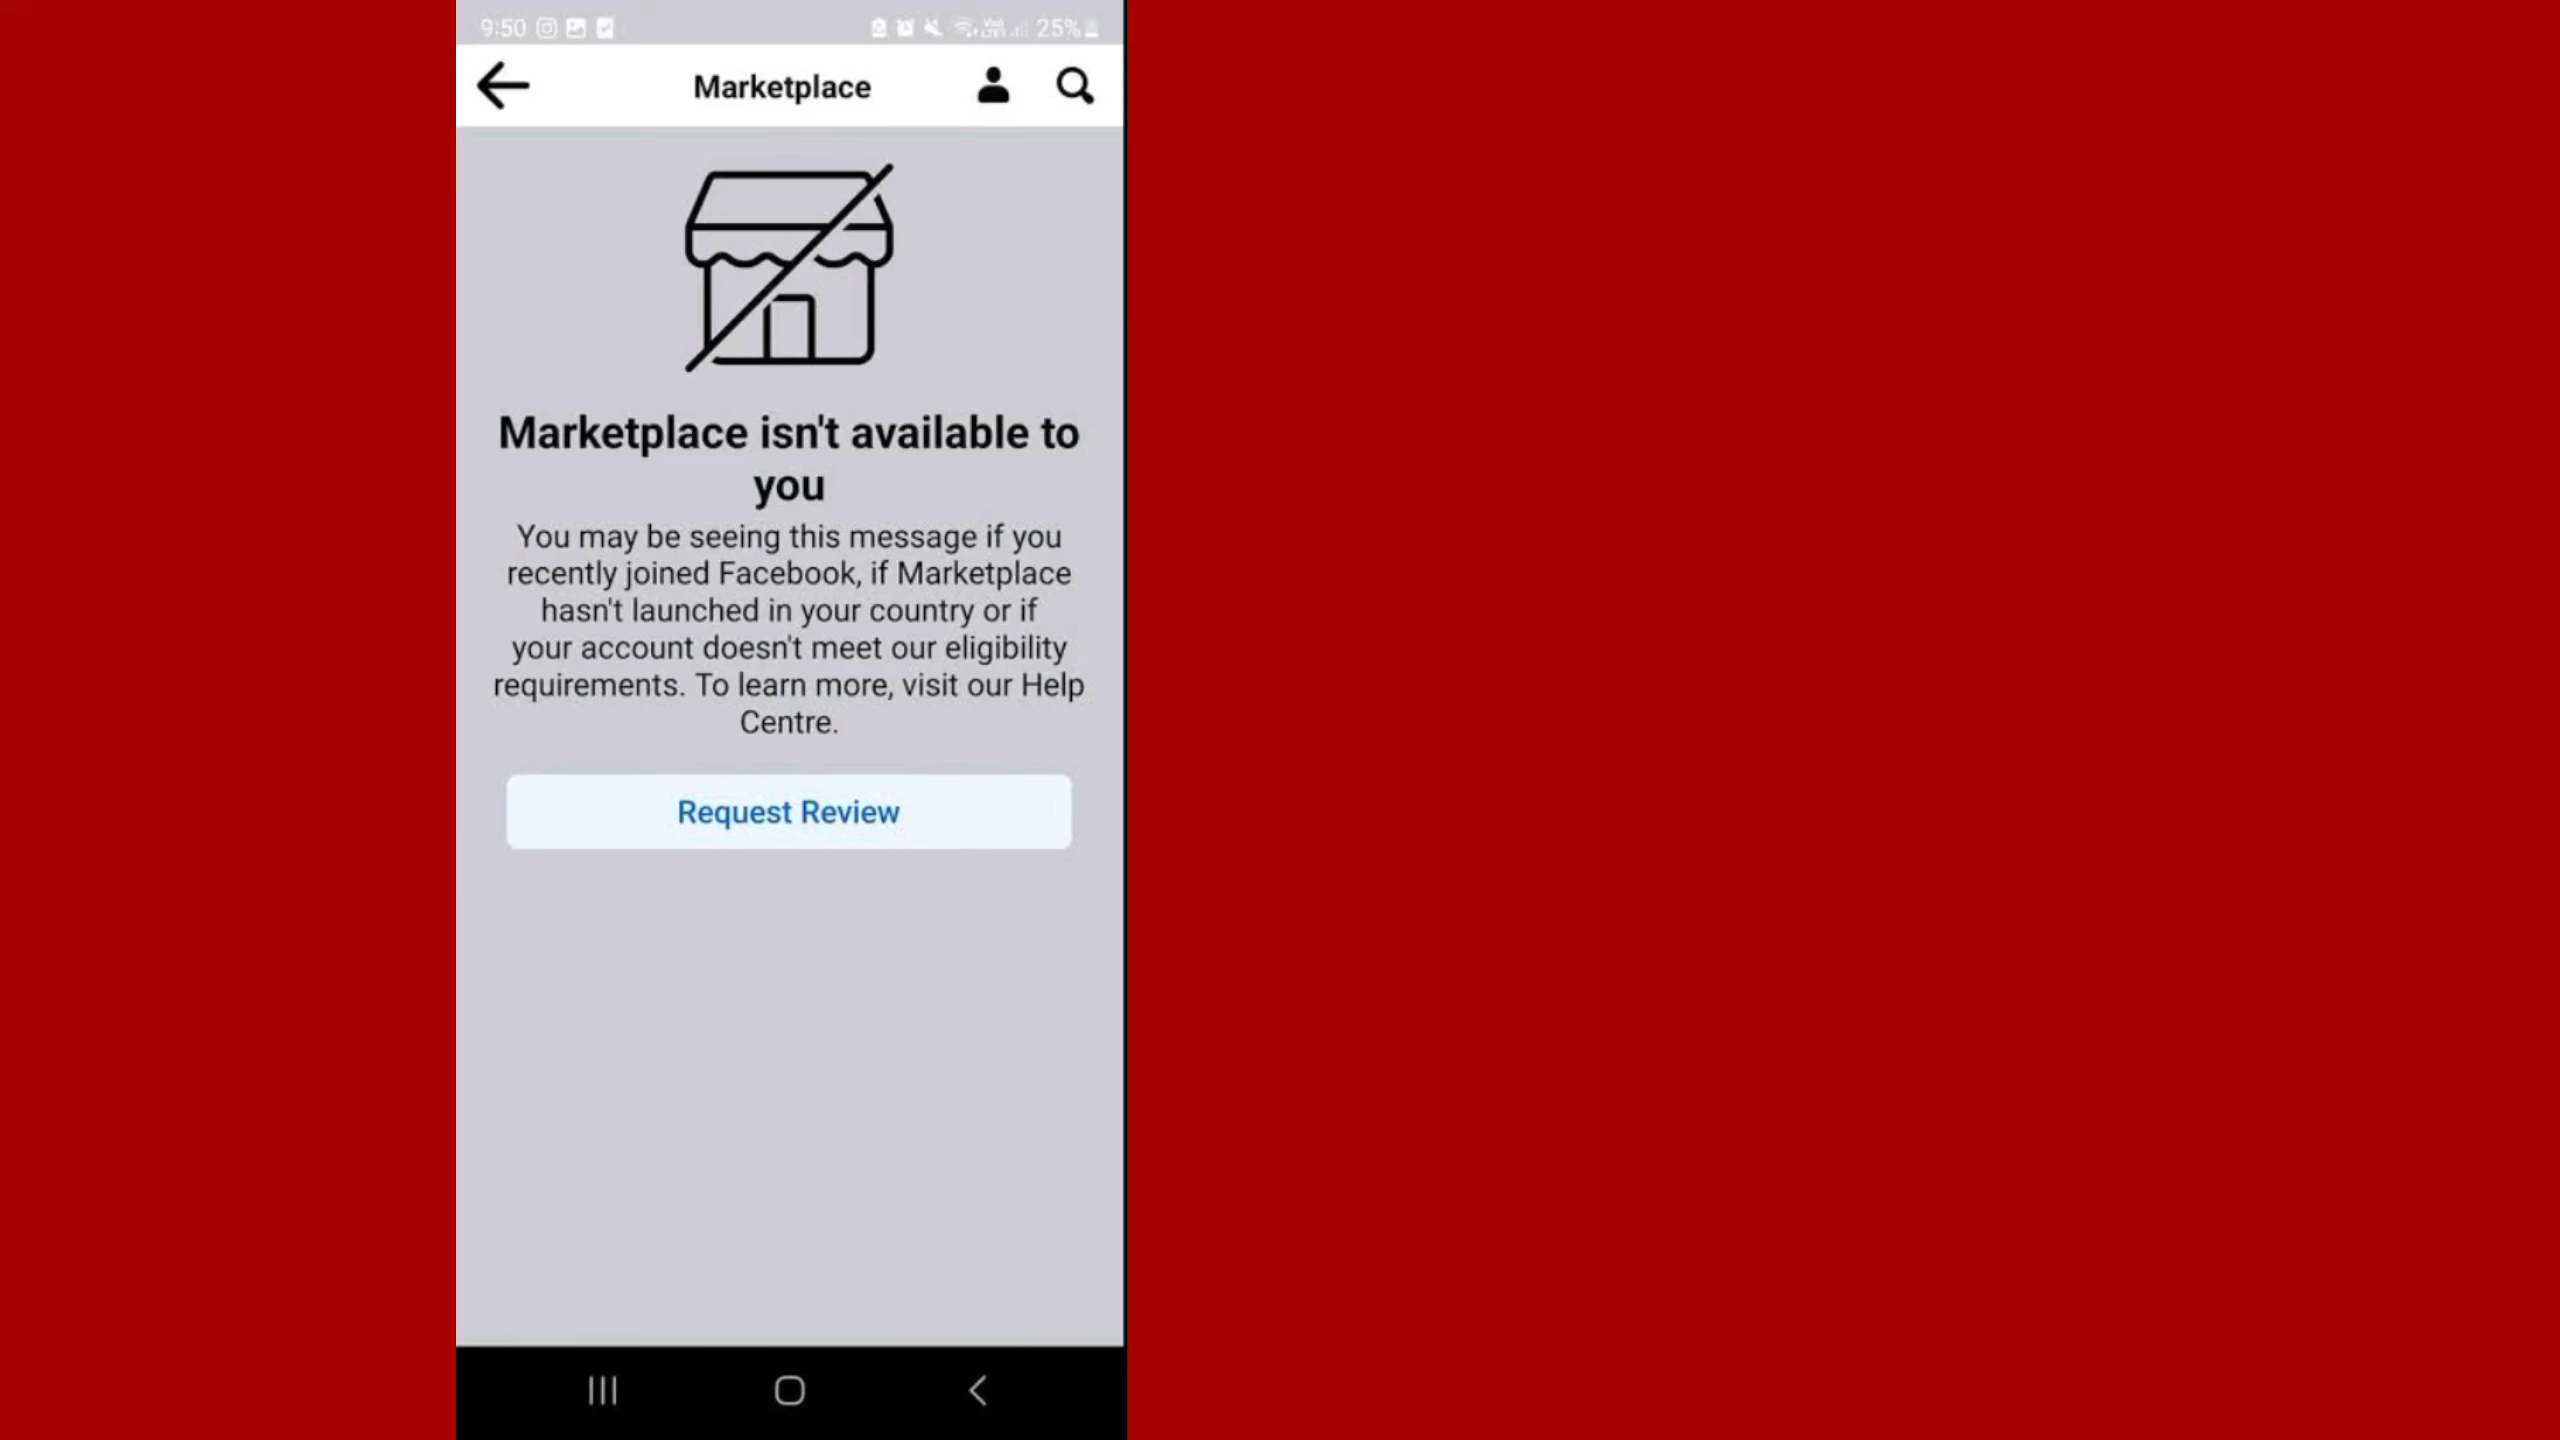 9:50 25%
Marketplace
Marketplace isn't available to
you
You may be seeing this message if you
recently joined Facebook, if Marketplace
hasn't launched in your country or if
your account doesn't meet our eligibility
requirements. To learn more, visit our Help
Centre.
Request Review